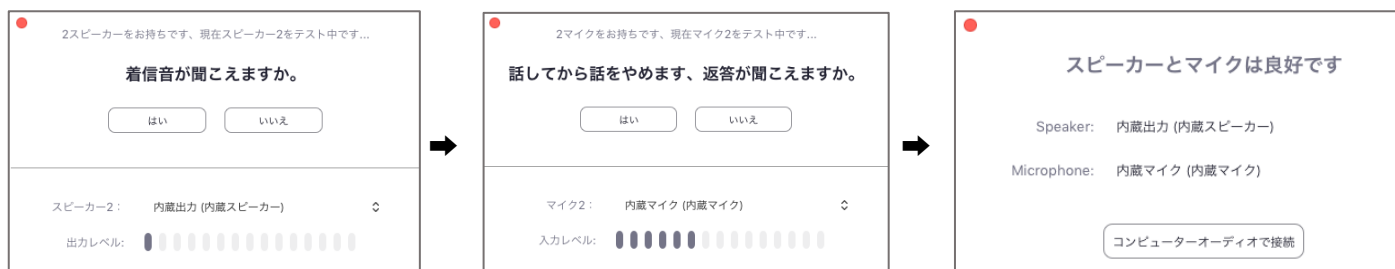 2スピーカーをお持ちです、現在スピーカー2をテスト中です...
着信音が聞こえますか。
はい
いいえ
スピーカー2：
内蔵出力 (内蔵スピーカー)
出力レベル:
2マイクをお持ちです、現在マイク2をテスト中です...
話してから話をやめます、返答が聞こえますか。
はい
いいえ
マイク2：
内蔵マイク (内蔵マイク)
入力レベル:
スピーカーとマイクは良好です
Speaker: 内蔵出力 (内蔵スピーカー)
Microphone: 内蔵マイク (内蔵マイク)
コンピューターオーディオで接続